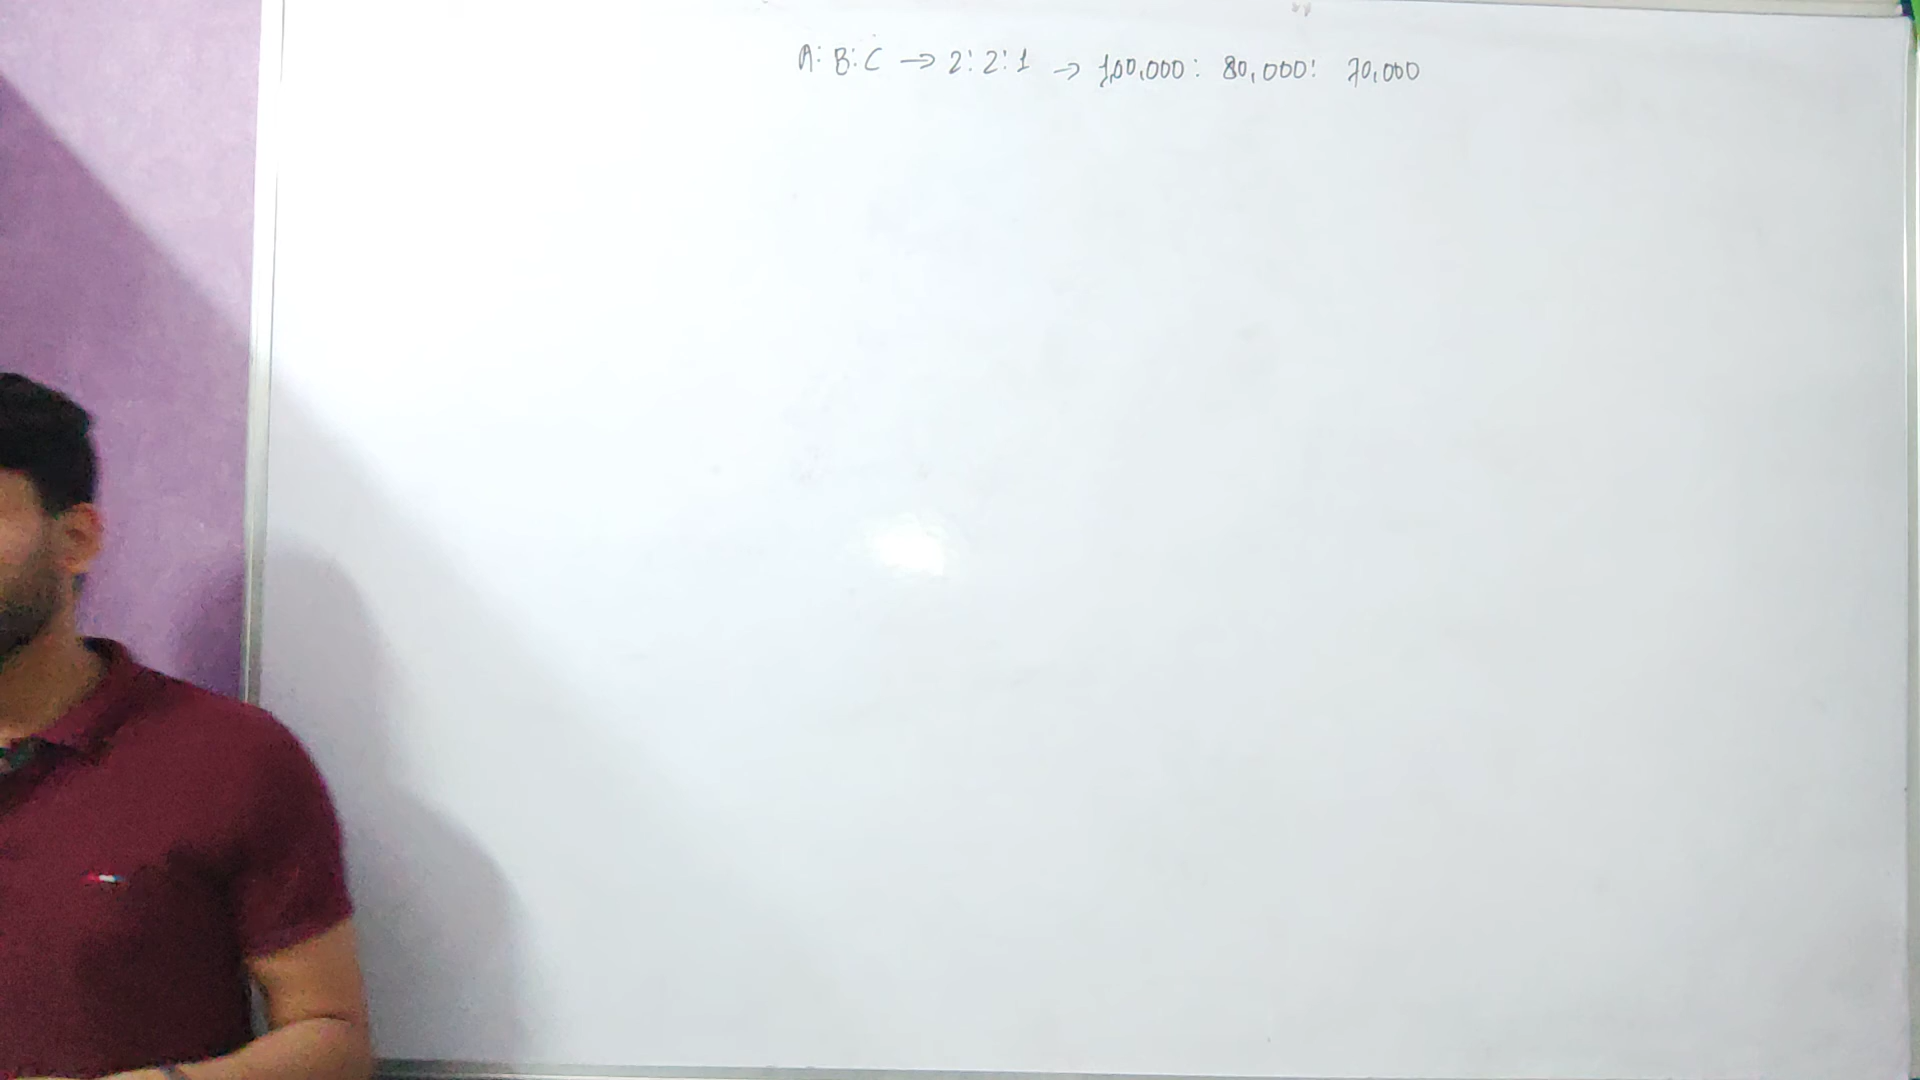 A: B: C → 2: 2: 1 → 1,00,000: 80,000: 70,000